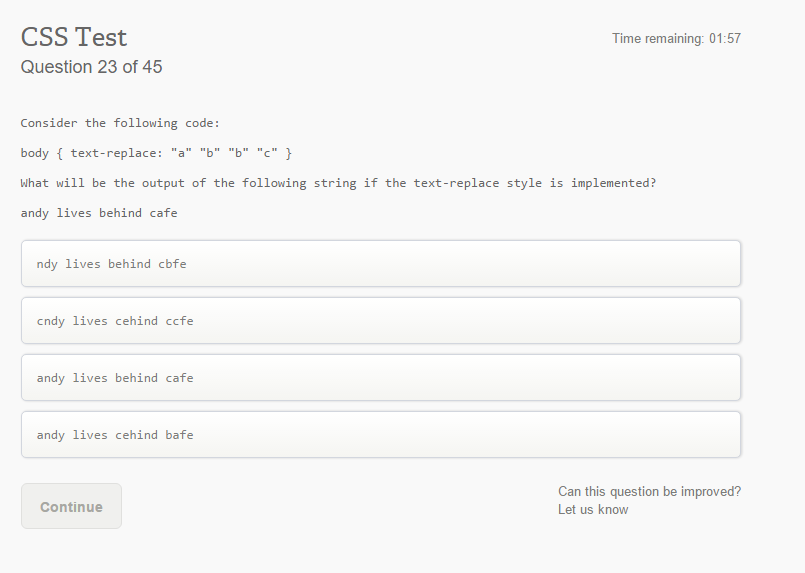 CSS Test
Time remaining: 01:57
Question 23 of 45
Consider the following code:
body { text-replace: "a" "b" "b" "c" }
What will be the output of the following string if the text-replace style is implemented?
andy lives behind cafe
ndy lives behind cbfe
cndy lives cehind ccfe
andy lives behind cafe
andy lives cehind bafe
Continue
Can this question be improved?
Let us know